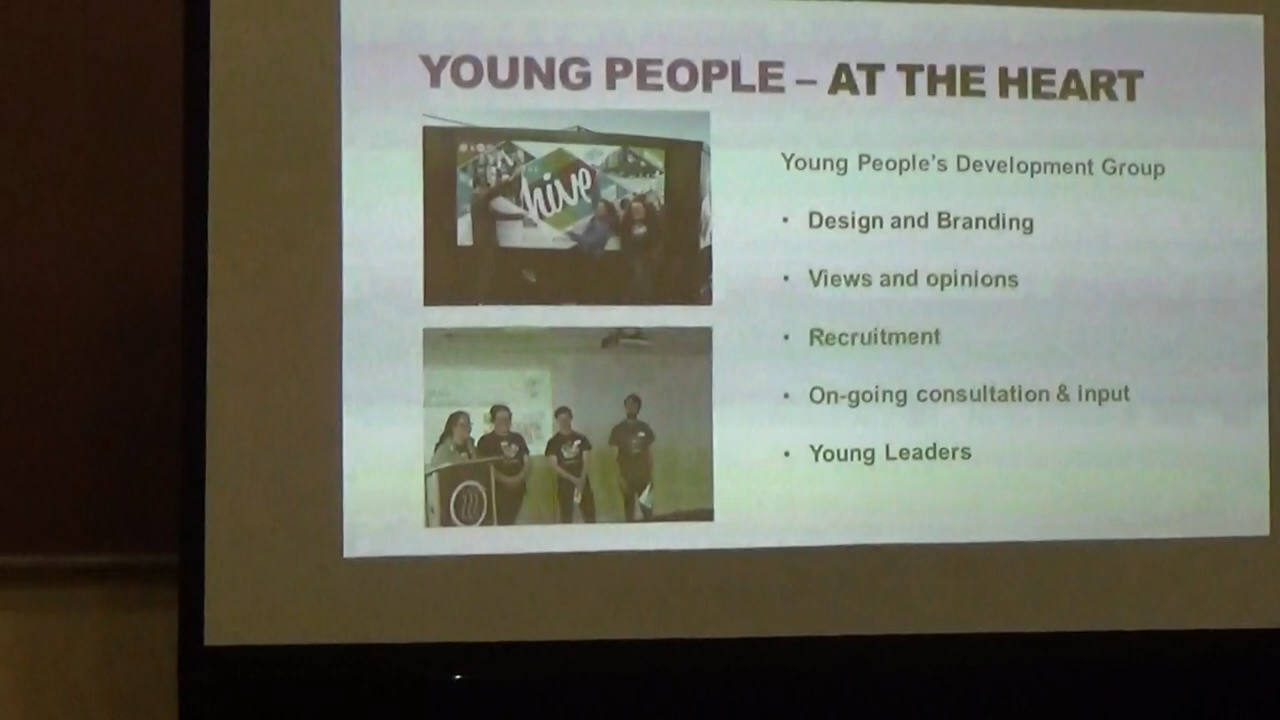 YOUNG PEOPLE – AT THE HEART
hive
Young People's Development Group
• Design and Branding
• Views and opinions
• Recruitment
• On-going consultation & input
• Young Leaders